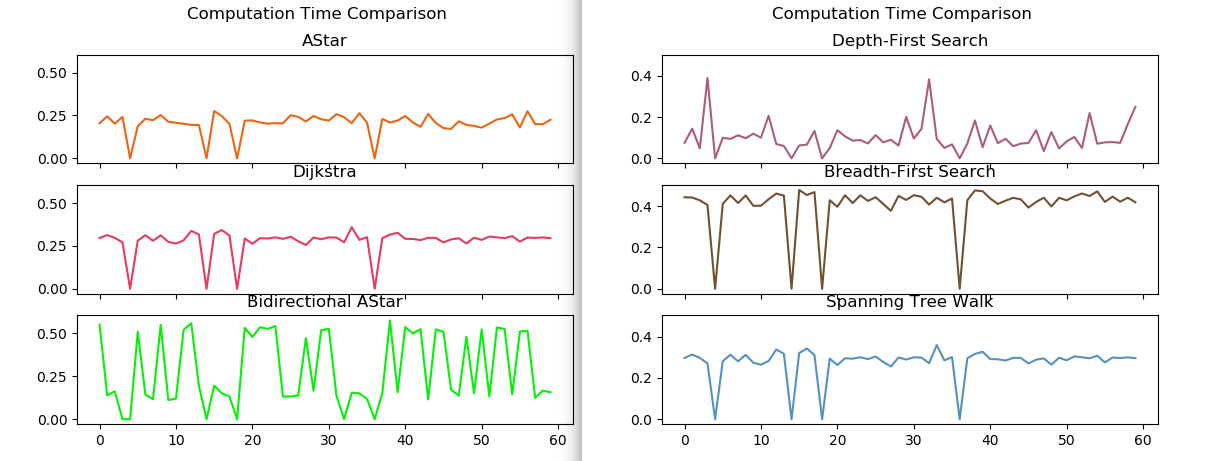 Computation Time Comparison
AStar
0.50
0.25
0.00
Dijkstra
0.50
0.25
0.00
Bidirectional AStar
0.50
0.25
0.00
0 10 20 30 40 50 60
Computation Time Comparison
Depth-First Search
0.4
0.2
0.0
Breadth-First Search
0.4
0.2
0.0
Spanning Tree Walk
0.4
0.2
0.0
0 10 20 30 40 50 60